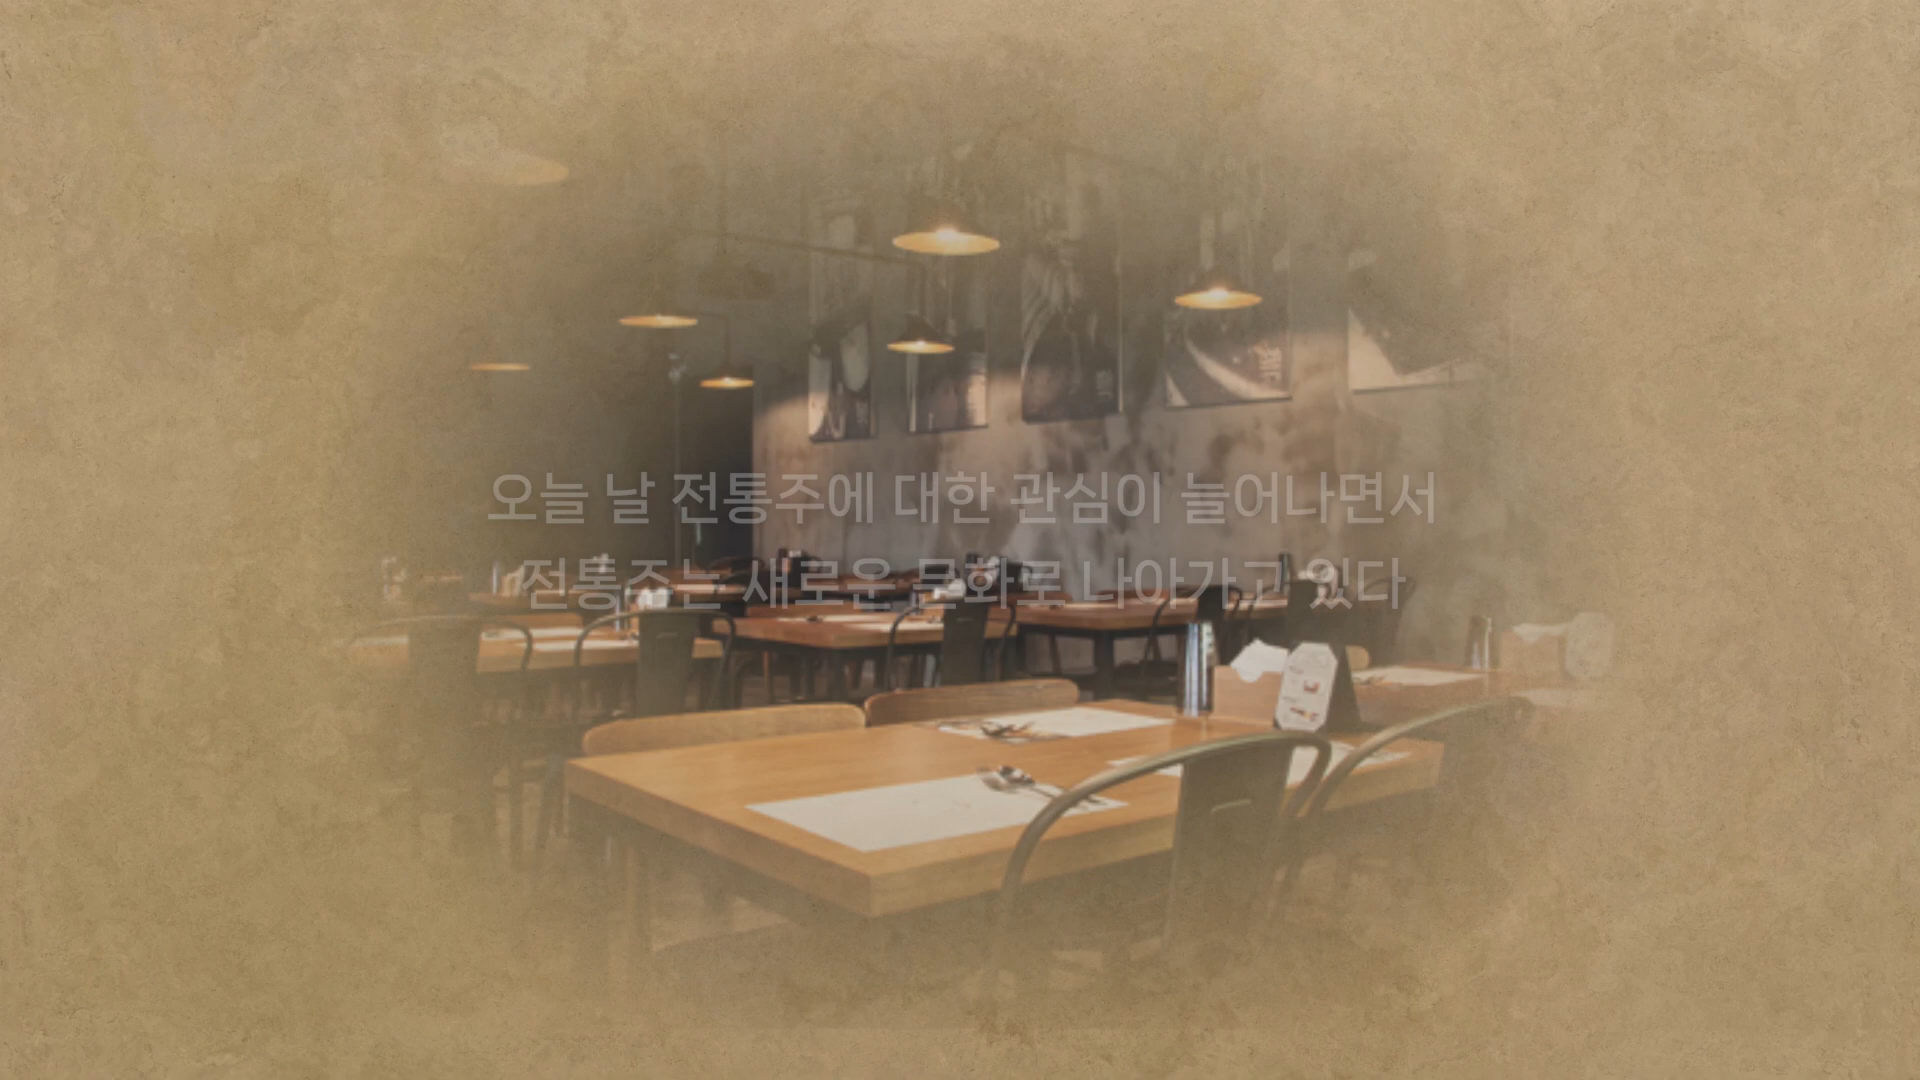 오늘 날 전통주에 대한 관심이 늘어나면서
전통주는 새로운 문화로 나아가고 있다